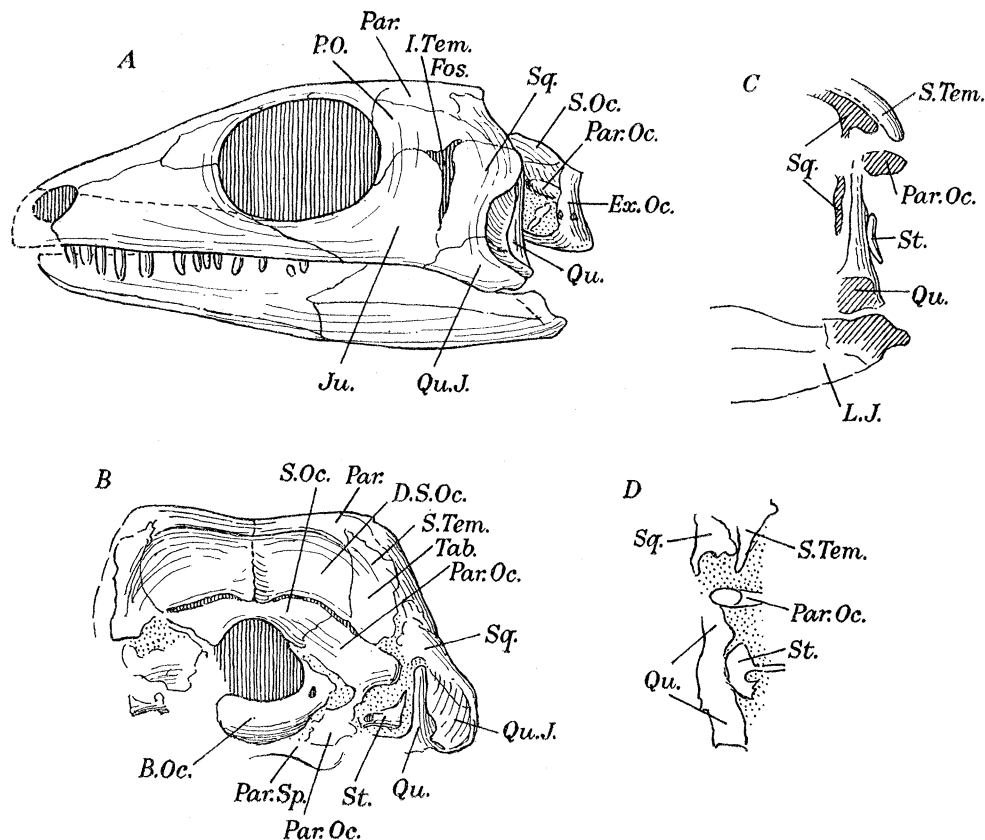 A
P.O.
Par.
I.Tem.
Fos.
Sq.
S.Oc.
Par.Oc.
Ex.Oc.
Qu.
Ju.
Qu.J.
C
S.Tem.
Sq.
Par.Oc.
St.
Qu.
L.J.
B
S.Oc.
Par.
D.S.Oc.
S.Tem.
Tab.
Par.Oc.
Sq.
Qu.J.
B.Oc.
Par.Sp.
Par.Oc.
St.
Qu.
D
Sq.
S.Tem.
Par.Oc.
St.
Qu.